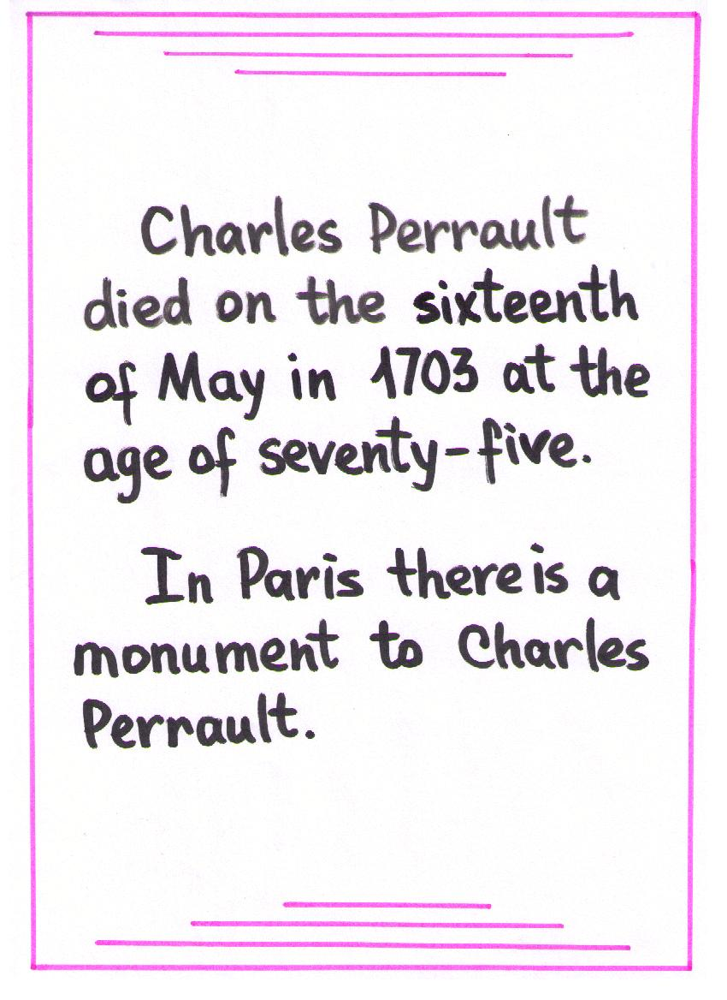 Charles Perrault
died on the sixteenth
of May in 1703 at the
age of seventy-five.
In Paris there is a
monument to Charles
Perrault.